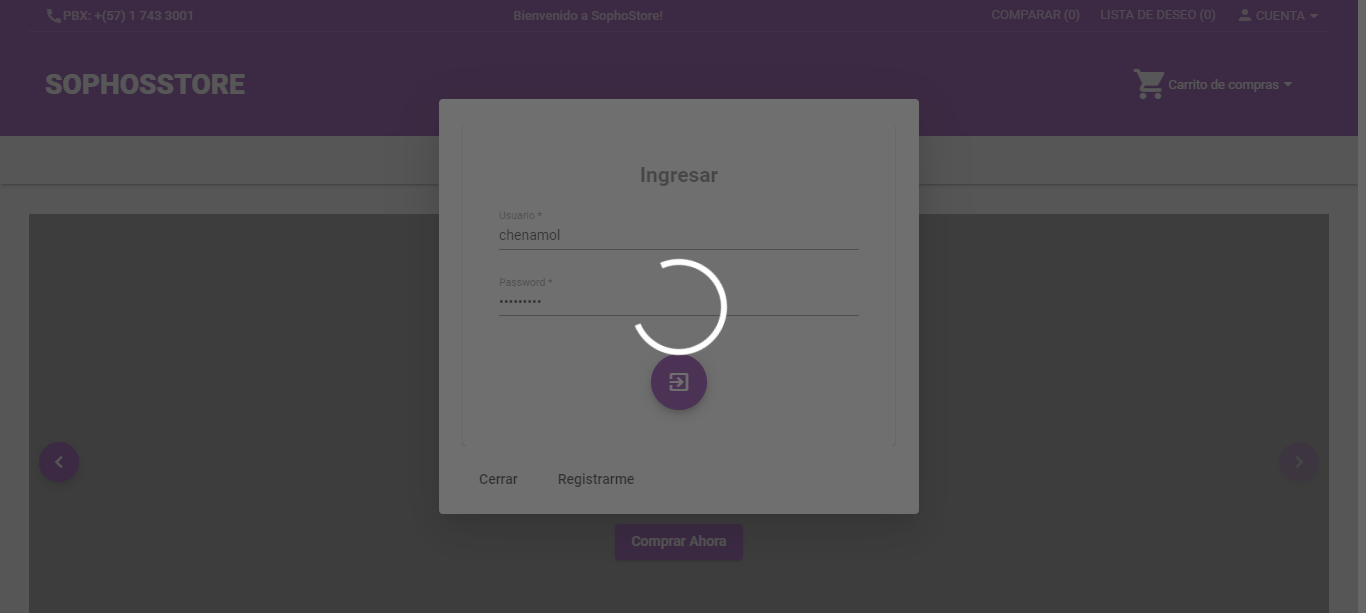 PBX: +(57) 1 743 3001
Bienvenido a SophoStore!
COMPARAR (0)
LISTA DE DESEO (0)
CUENTA
SOPHOSSTORE
Carrito de compras
Ingresar
Usuario *
chenamol
Password *
•••••••••
Cerrar
Registrarme
Comprar Ahora